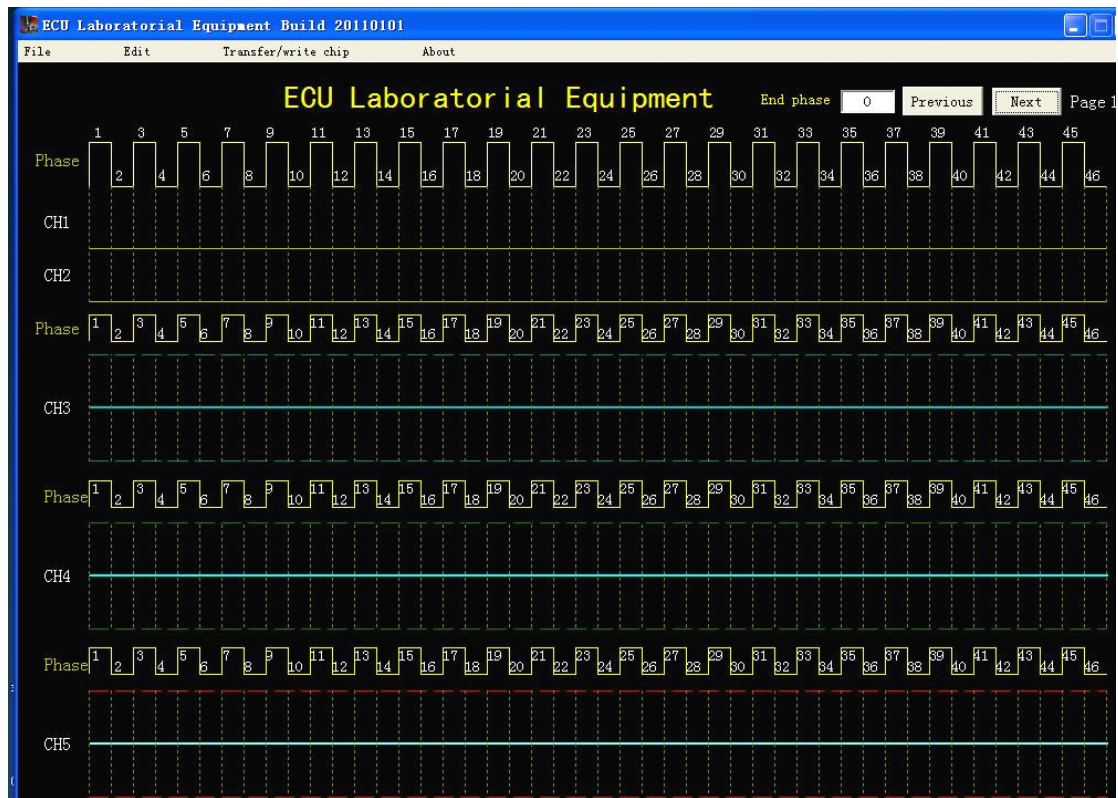 ECU Laboratorial Equipment Build 20110101
File Edit Transfer/write chip About
ECU Laboratorial Equipment End phase 0 Previous Next Page 1
1 3 5 7 9 11 13 15 17 19 21 23 25 27 29 31 33 35 37 39 41 43 45
Phase
2 4 6 8 10 12 14 16 18 20 22 24 26 28 30 32 34 36 38 40 42 44 46
CH1
CH2
Phase 1 2 3 4 5 6 7 8 9 10 11 12 13 14 15 16 17 18 19 20 21 22 23 24 25 26 27 28 29 30 31 32 33 34 35 36 37 38 39 40 41 42 43 44 45 46
CH3
Phase 1 2 3 4 5 6 7 8 9 10 11 12 13 14 15 16 17 18 19 20 21 22 23 24 25 26 27 28 29 30 31 32 33 34 35 36 37 38 39 40 41 42 43 44 45 46
CH4
Phase 1 2 3 4 5 6 7 8 9 10 11 12 13 14 15 16 17 18 19 20 21 22 23 24 25 26 27 28 29 30 31 32 33 34 35 36 37 38 39 40 41 42 43 44 45 46
CH5